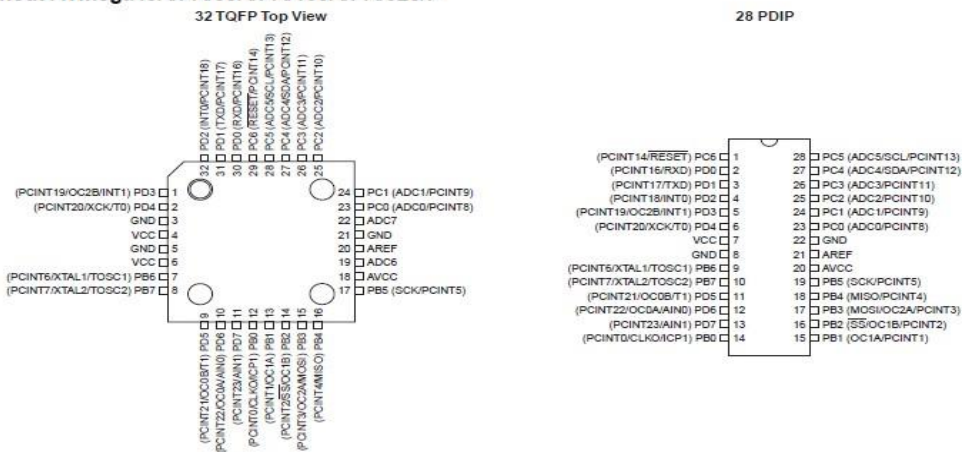 32 TQFP Top View
32 PD2 (INT0/PCINT18)
31 PD1 (TXD/PCINT17)
30 PD0 (RXD/PCINT16)
29 PC6 (RESET/PCINT14)
28 PC5 (ADC5/SCL/PCINT13)
27 PC4 (ADC4/SDA/PCINT12)
26 PC3 (ADC3/PCINT11)
25 PC2 (ADC2/PCINT10)
(PCINT19/OC2B/INT1) PD3 1
(PCINT20/XCK/T0) PD4 2
GND 3
VCC 4
GND 5
VCC 6
(PCINT6/XTAL1/TOSC1) PB6 7
(PCINT7/XTAL2/TOSC2) PB7 8
24 PC1 (ADC1/PCINT9)
23 PC0 (ADC0/PCINT8)
22 ADC7
21 GND
20 AREF
19 ADC6
18 AVCC
17 PB5 (SCK/PCINT5)
(PCINT21/OC0B/T1) PD5 9
(PCINT22/OC0A/AIN0) PD6 10
(PCINT23/AIN1) PD7 11
(PCINT0/CLKO/ICP1) PB0 12
(PCINT1/OC1A) PB1 13
(PCINT2/SS/OC1B) PB2 14
(PCINT3/OC2A/MOSI) PB3 15
(PCINT4/MISO) PB4 16
28 PDIP
(PCINT14/RESET) PC6 1
(PCINT16/RXD) PD0 2
(PCINT17/TXD) PD1 3
(PCINT18/INT0) PD2 4
(PCINT19/OC2B/INT1) PD3 5
(PCINT20/XCK/T0) PD4 6
VCC 7
GND 8
(PCINT6/XTAL1/TOSC1) PB6 9
(PCINT7/XTAL2/TOSC2) PB7 10
(PCINT21/OC0B/T1) PD5 11
(PCINT22/OC0A/AIN0) PD6 12
(PCINT23/AIN1) PD7 13
(PCINT0/CLKO/ICP1) PB0 14
28 PC5 (ADC5/SCL/PCINT13)
27 PC4 (ADC4/SDA/PCINT12)
26 PC3 (ADC3/PCINT11)
25 PC2 (ADC2/PCINT10)
24 PC1 (ADC1/PCINT9)
23 PC0 (ADC0/PCINT8)
22 GND
21 AREF
20 AVCC
19 PB5 (SCK/PCINT5)
18 PB4 (MISO/PCINT4)
17 PB3 (MOSI/OC2A/PCINT3)
16 PB2 (SS/OC1B/PCINT2)
15 PB1 (OC1A/PCINT1)